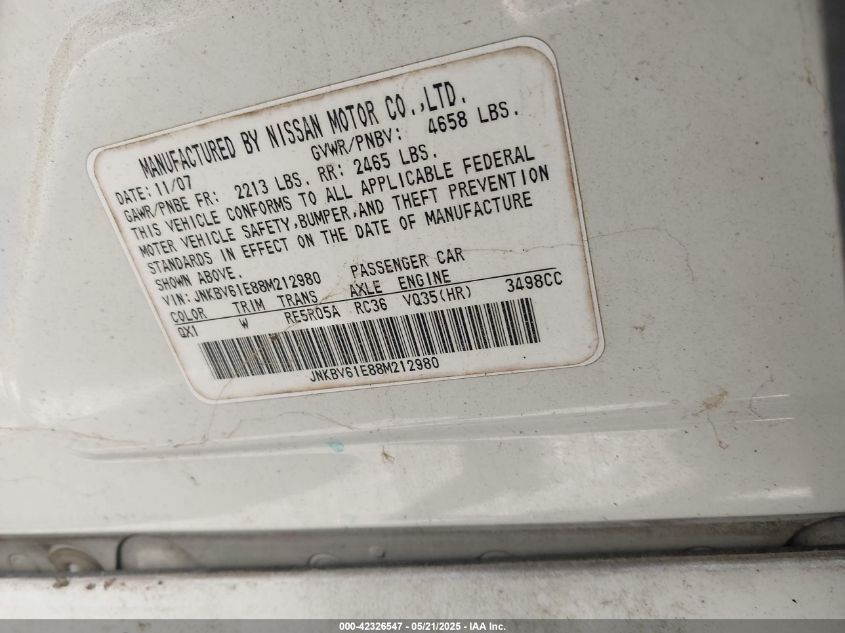 MANUFACTURED BY NISSAN MOTOR CO.,LTD.
DATE: 11/07 GVWR/PNBV: 4658 LBS.
GAWR/PNBE FR: 2213 LBS. RR: 2465 LBS.
THIS VEHICLE CONFORMS TO ALL APPLICABLE FEDERAL
MOTER VEHICLE SAFETY,BUMPER,AND THEFT PREVENTION
STANDARDS IN EFFECT ON THE DATE OF MANUFACTURE
SHOWN ABOVE.
VIN: JNKBV61E88M212980 PASSENGER CAR
COLOR TRIM TRANS AXLE ENGINE
QX1 W RE5R05A RC36 VQ35(HR) 3498CC
JNKBV61E88M212980
000-42326547 - 05/21/2025 - IAA Inc.